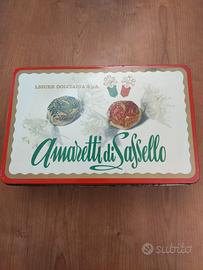 LIGURE DOLCIARIA S.p.A.
Amaretti di Sassello
subito